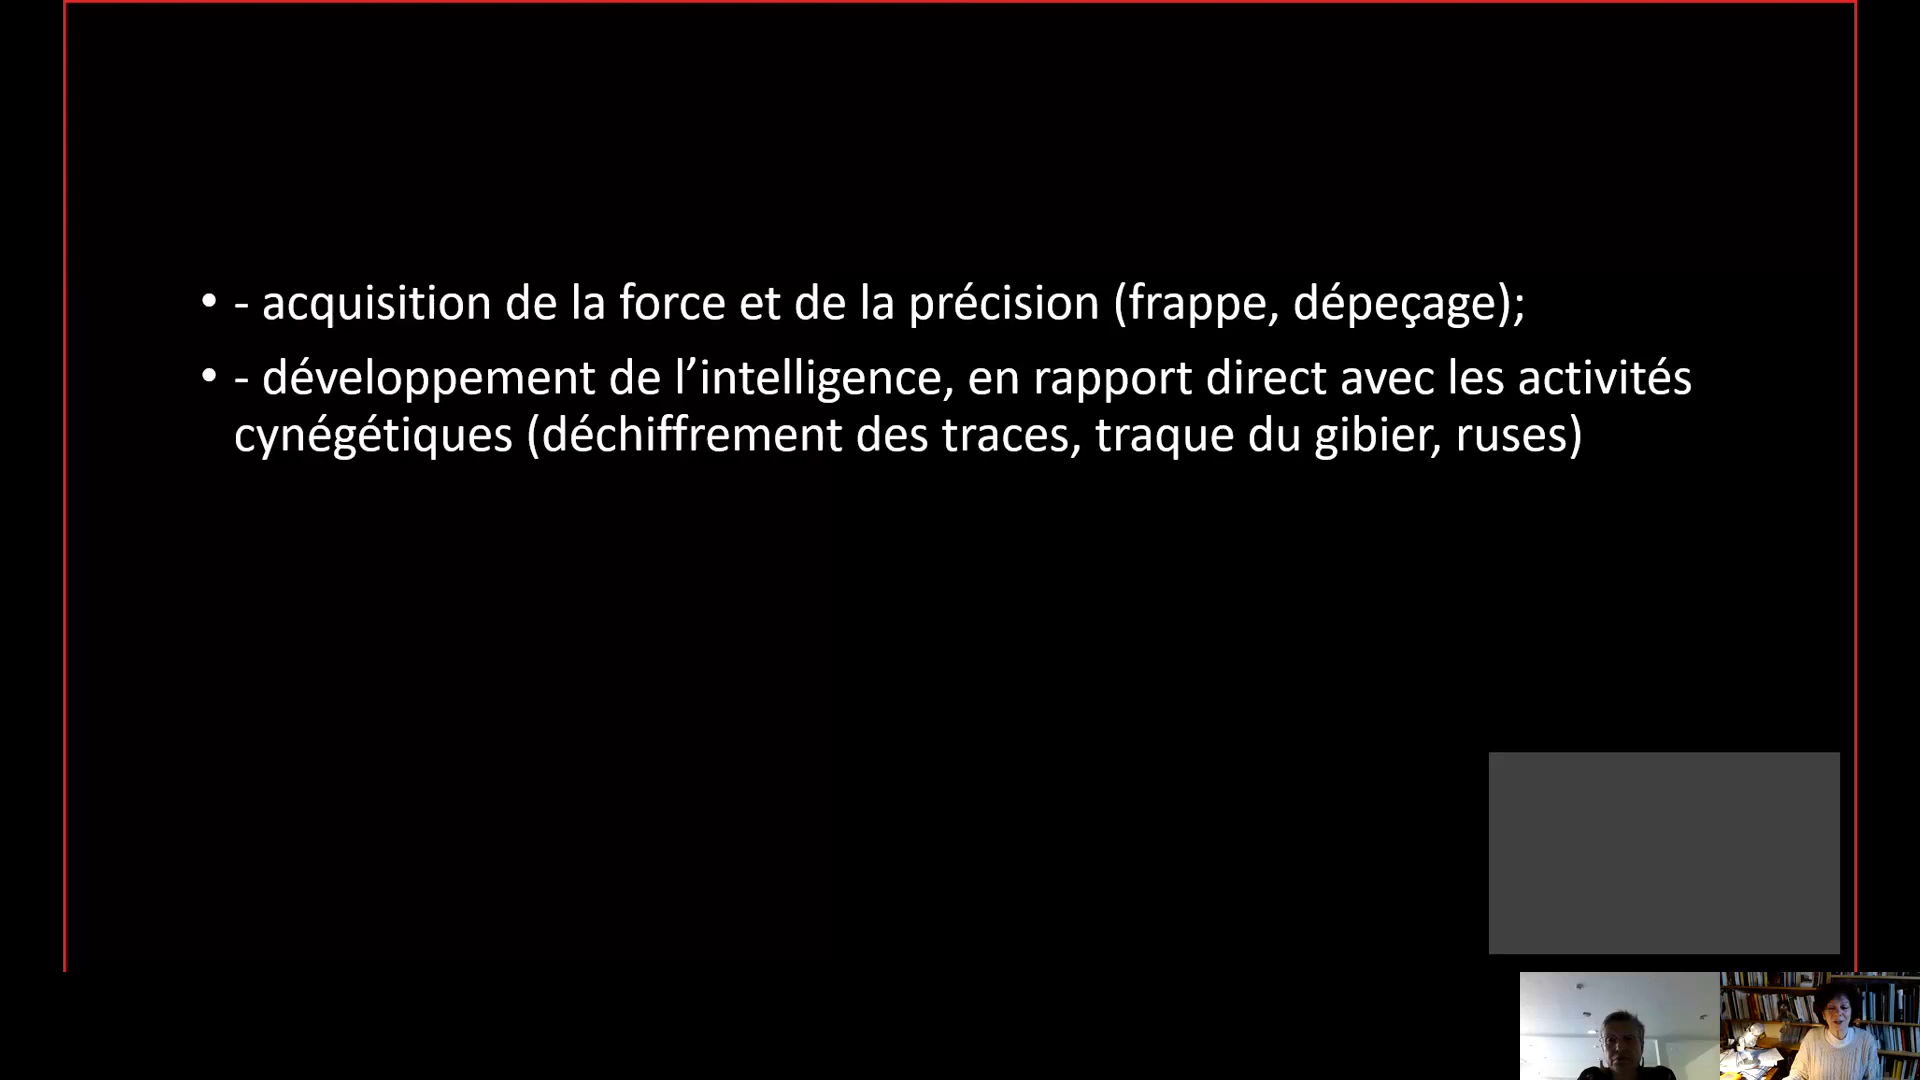 • - acquisition de la force et de la précision (frappe, dépeçage);
• - développement de l’intelligence, en rapport direct avec les activités
cynégétiques (déchiffrement des traces, traque du gibier, ruses)